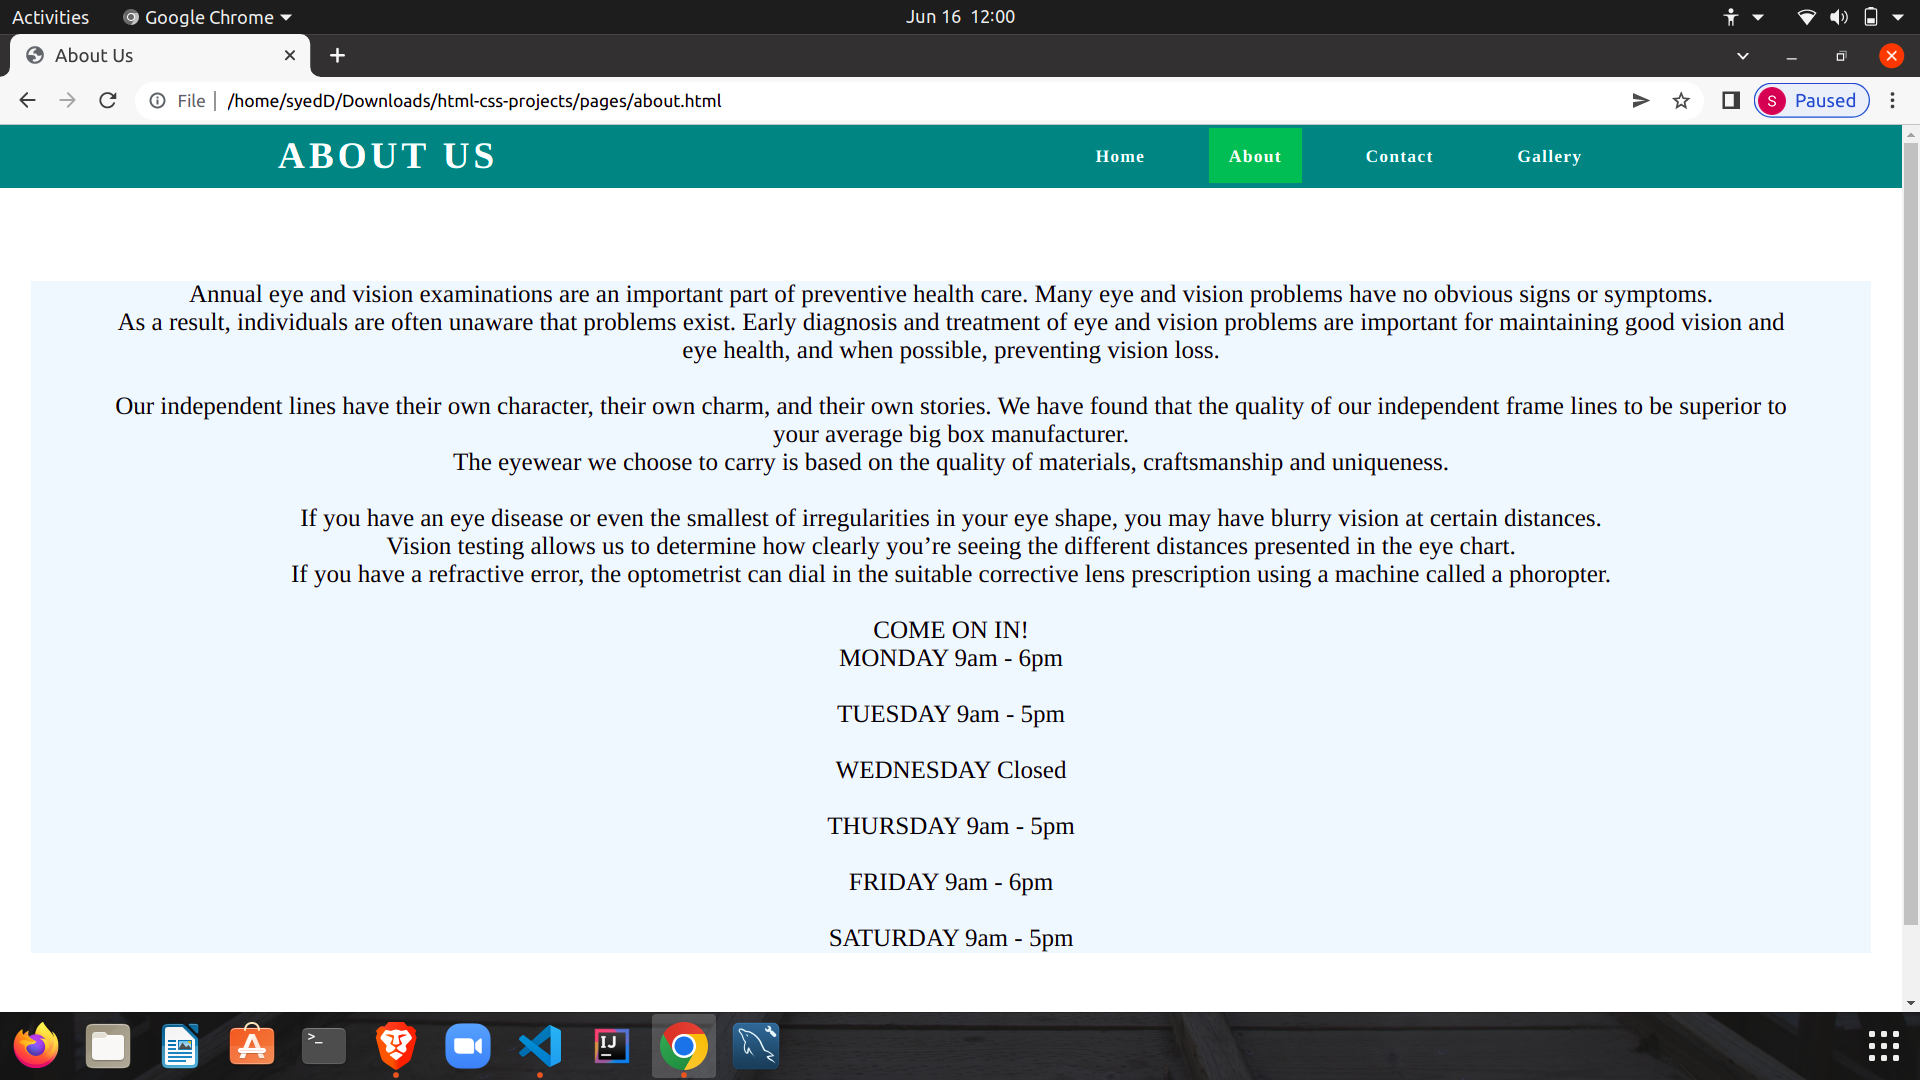 Activities Google Chrome Jun 16 12:00
About Us
File /home/syedD/Downloads/html-css-projects/pages/about.html S Paused
ABOUT US Home About Contact Gallery
Annual eye and vision examinations are an important part of preventive health care. Many eye and vision problems have no obvious signs or symptoms.
As a result, individuals are often unaware that problems exist. Early diagnosis and treatment of eye and vision problems are important for maintaining good vision and
eye health, and when possible, preventing vision loss.
Our independent lines have their own character, their own charm, and their own stories. We have found that the quality of our independent frame lines to be superior to
your average big box manufacturer.
The eyewear we choose to carry is based on the quality of materials, craftsmanship and uniqueness.
If you have an eye disease or even the smallest of irregularities in your eye shape, you may have blurry vision at certain distances.
Vision testing allows us to determine how clearly you’re seeing the different distances presented in the eye chart.
If you have a refractive error, the optometrist can dial in the suitable corrective lens prescription using a machine called a phoropter.
COME ON IN!
MONDAY 9am - 6pm
TUESDAY 9am - 5pm
WEDNESDAY Closed
THURSDAY 9am - 5pm
FRIDAY 9am - 6pm
SATURDAY 9am - 5pm
>_ IJ